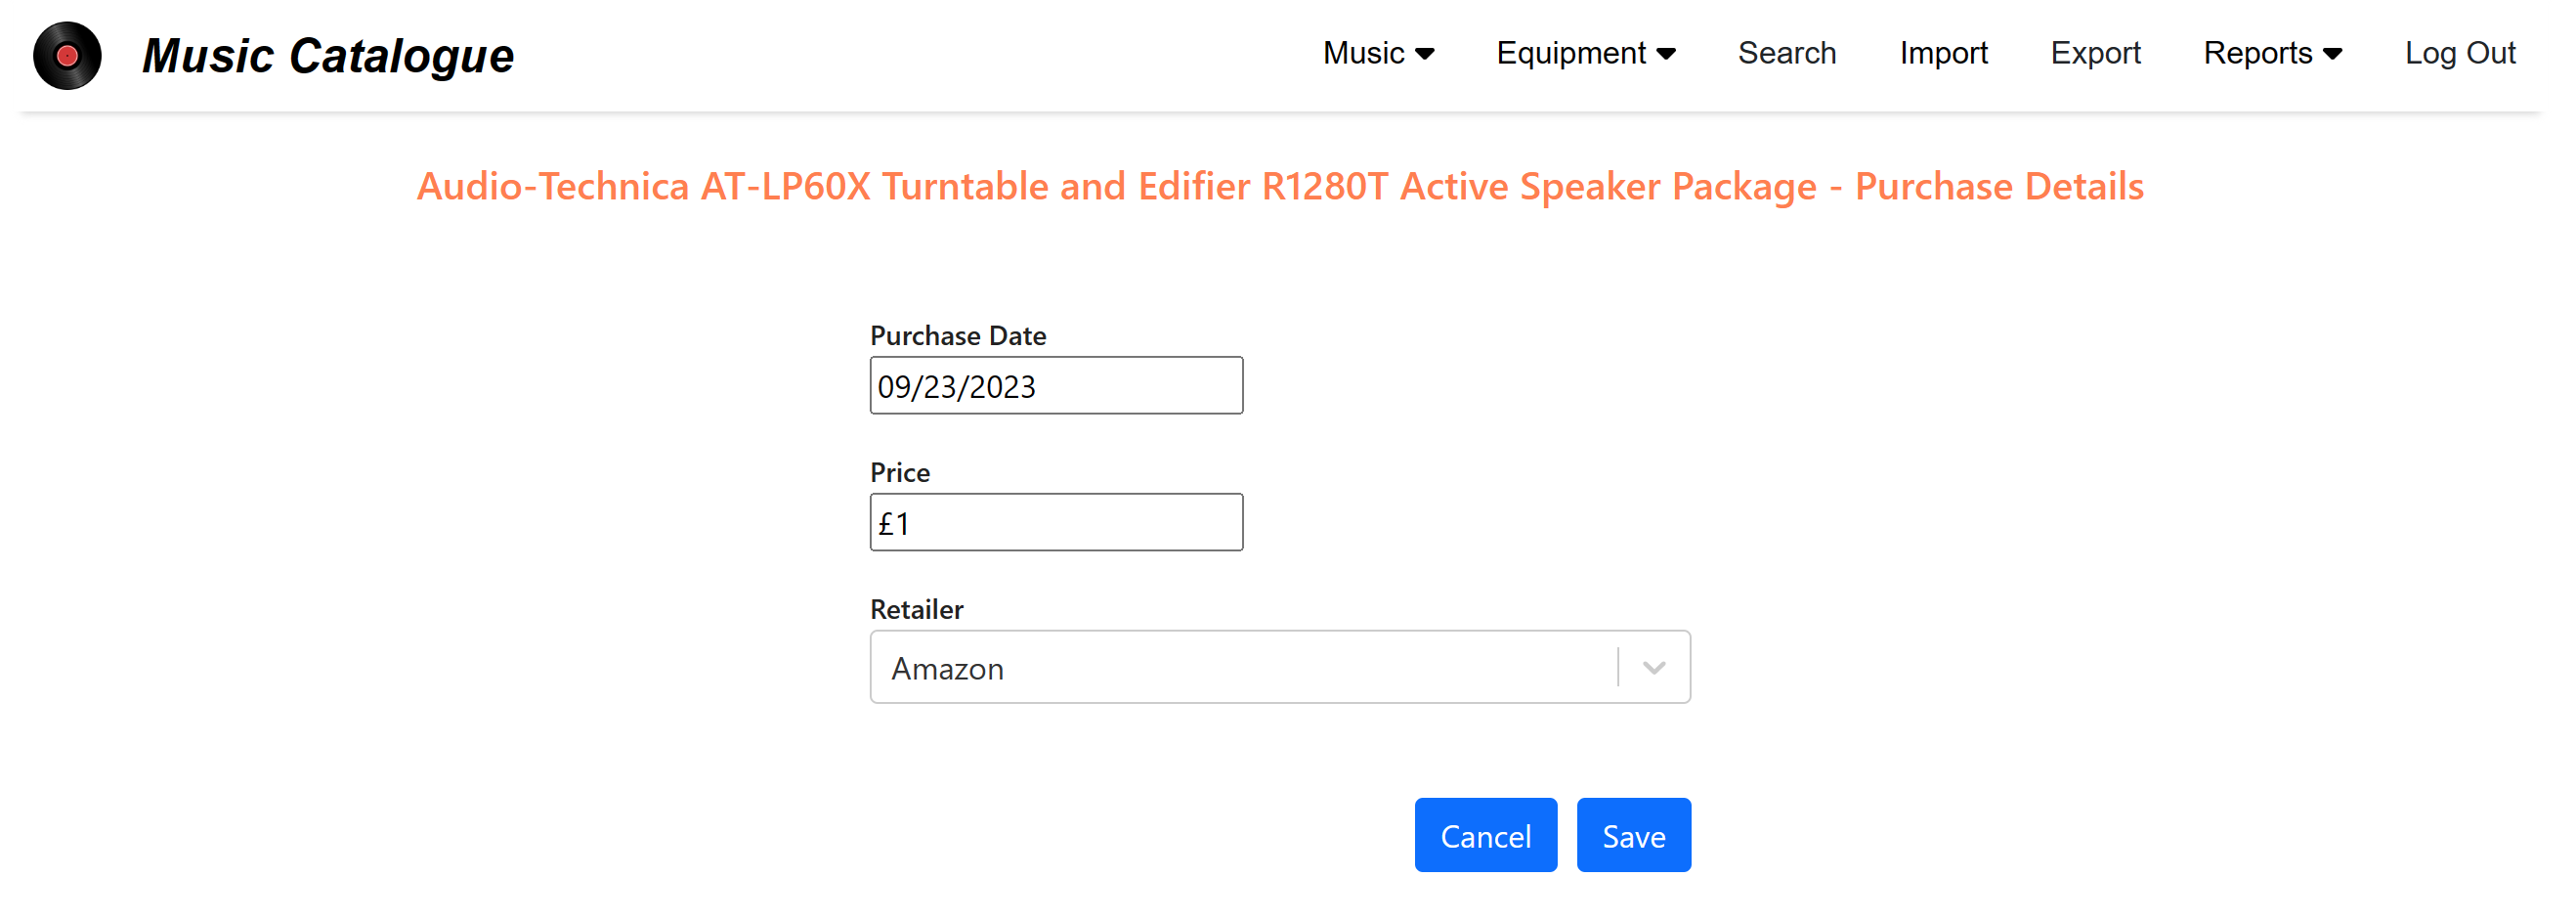 Music Catalogue
Music Equipment Search Import Export Reports Log Out
Audio-Technica AT-LP60X Turntable and Edifier R1280T Active Speaker Package - Purchase Details
Purchase Date
09/23/2023
Price
£1
Retailer
Amazon
Cancel Save